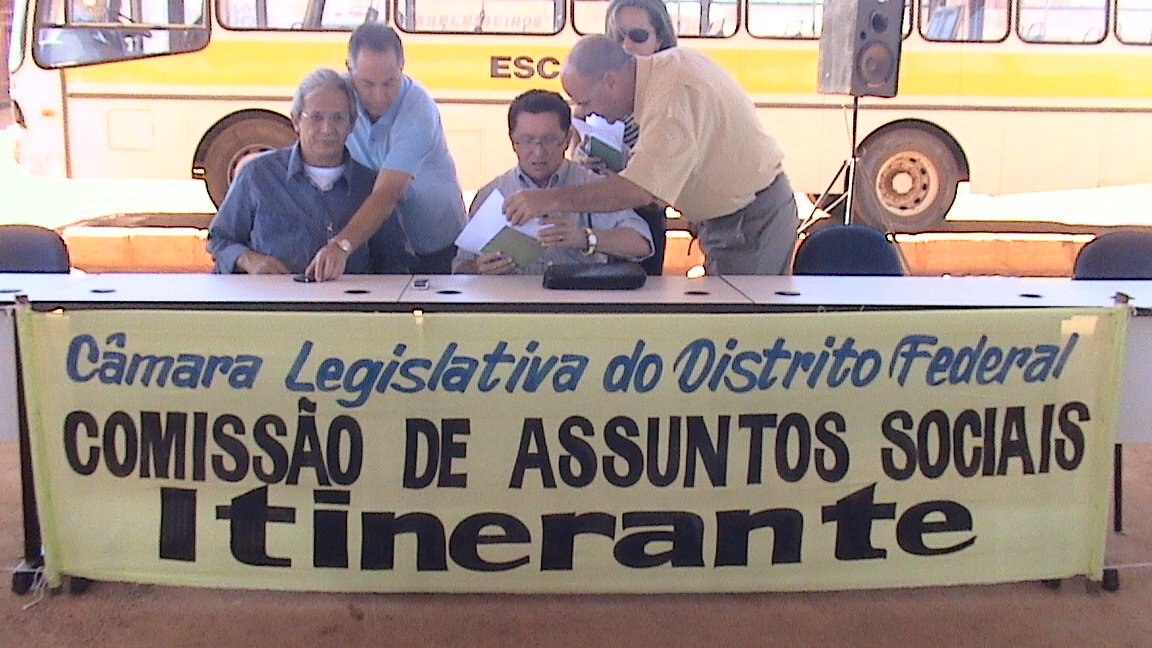 ESC
Câmara Legislativa do Distrito Federal
COMISSÃO DE ASSUNTOS SOCIAIS
Itinerante